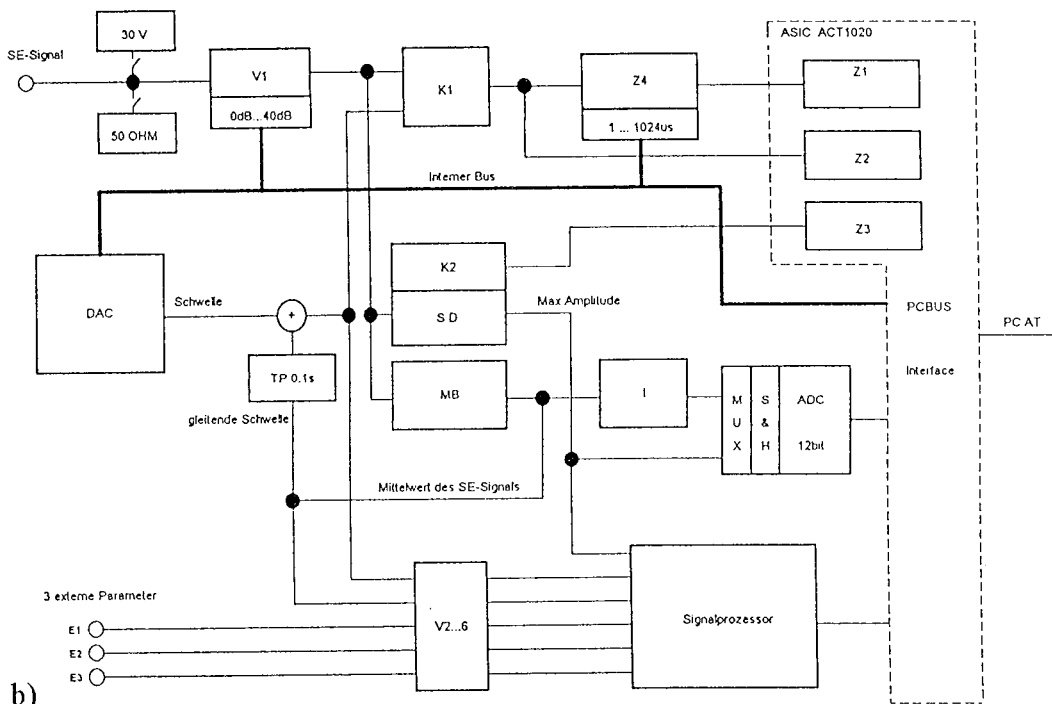 30 V
ASIC ACT1020
SE-Signal
V1
K1
Z4
Z1
0dB...40dB
1 ... 1024us
50 OHM
Z2
Interner Bus
Z3
K2
DAC
Schwelle
+
S D
Max Amplitude
PCBUS
PC AT
TP 0.1s
MB
I
M U X
S & H
ADC
12bit
Interface
gleitende Schwelle
Mittelwert des SE-Signals
3 externe Parameter
V2...6
Signalprozessor
E1
E2
E3
b)